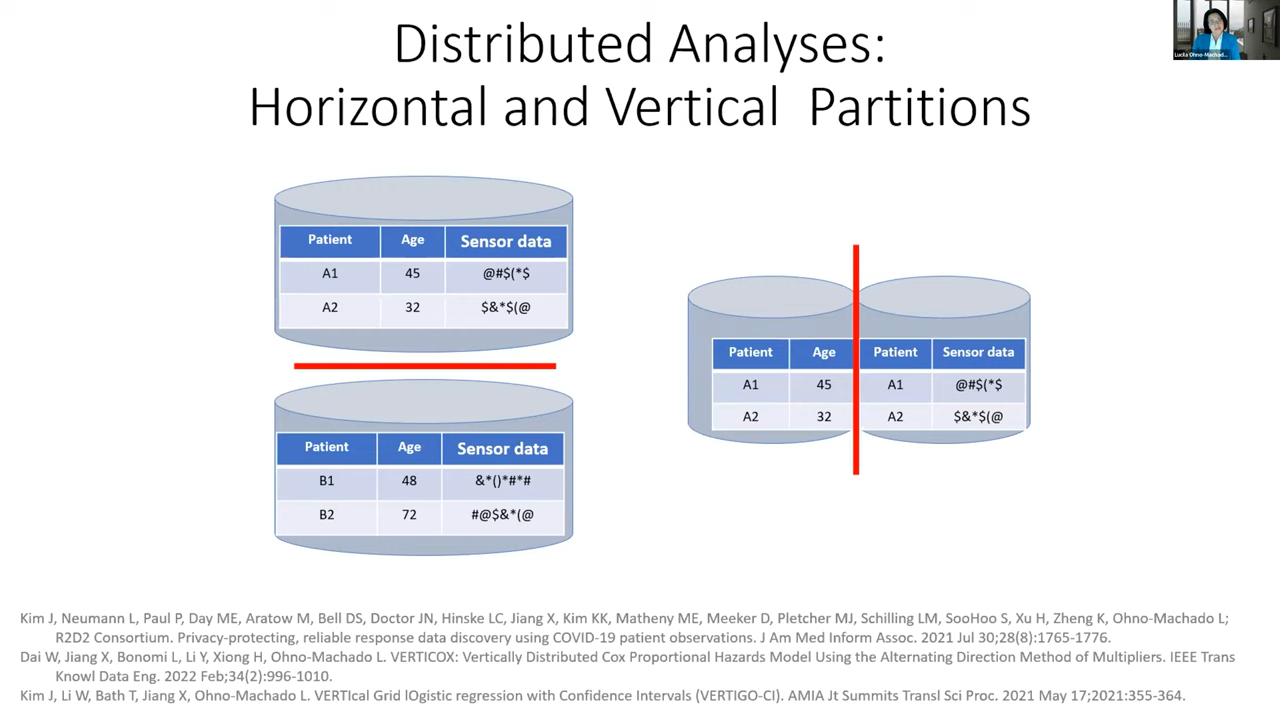 Distributed Analyses:
Horizontal and Vertical Partitions
Lucila Ohno-Machad...
Patient Age Sensor data
A1 45 @#$(*$
A2 32 $&*$(@
Patient Age Sensor data
B1 48 &*()*#*#
B2 72 #@$&*(@
Patient Age Patient Sensor data
A1 45 A1 @#$(*$
A2 32 A2 $&*$(@
Kim J, Neumann L, Paul P, Day ME, Aratow M, Bell DS, Doctor JN, Hinske LC, Jiang X, Kim KK, Matheny ME, Meeker D, Pletcher MJ, Schilling LM, SooHoo S, Xu H, Zheng K, Ohno-Machado L;
R2D2 Consortium. Privacy-protecting, reliable response data discovery using COVID-19 patient observations. J Am Med Inform Assoc. 2021 Jul 30;28(8):1765-1776.
Dai W, Jiang X, Bonomi L, Li Y, Xiong H, Ohno-Machado L. VERTICOX: Vertically Distributed Cox Proportional Hazards Model Using the Alternating Direction Method of Multipliers. IEEE Trans
Knowl Data Eng. 2022 Feb;34(2):996-1010.
Kim J, Li W, Bath T, Jiang X, Ohno-Machado L. VERTIcal Grid lOgistic regression with Confidence Intervals (VERTIGO-CI). AMIA Jt Summits Transl Sci Proc. 2021 May 17;2021:355-364.